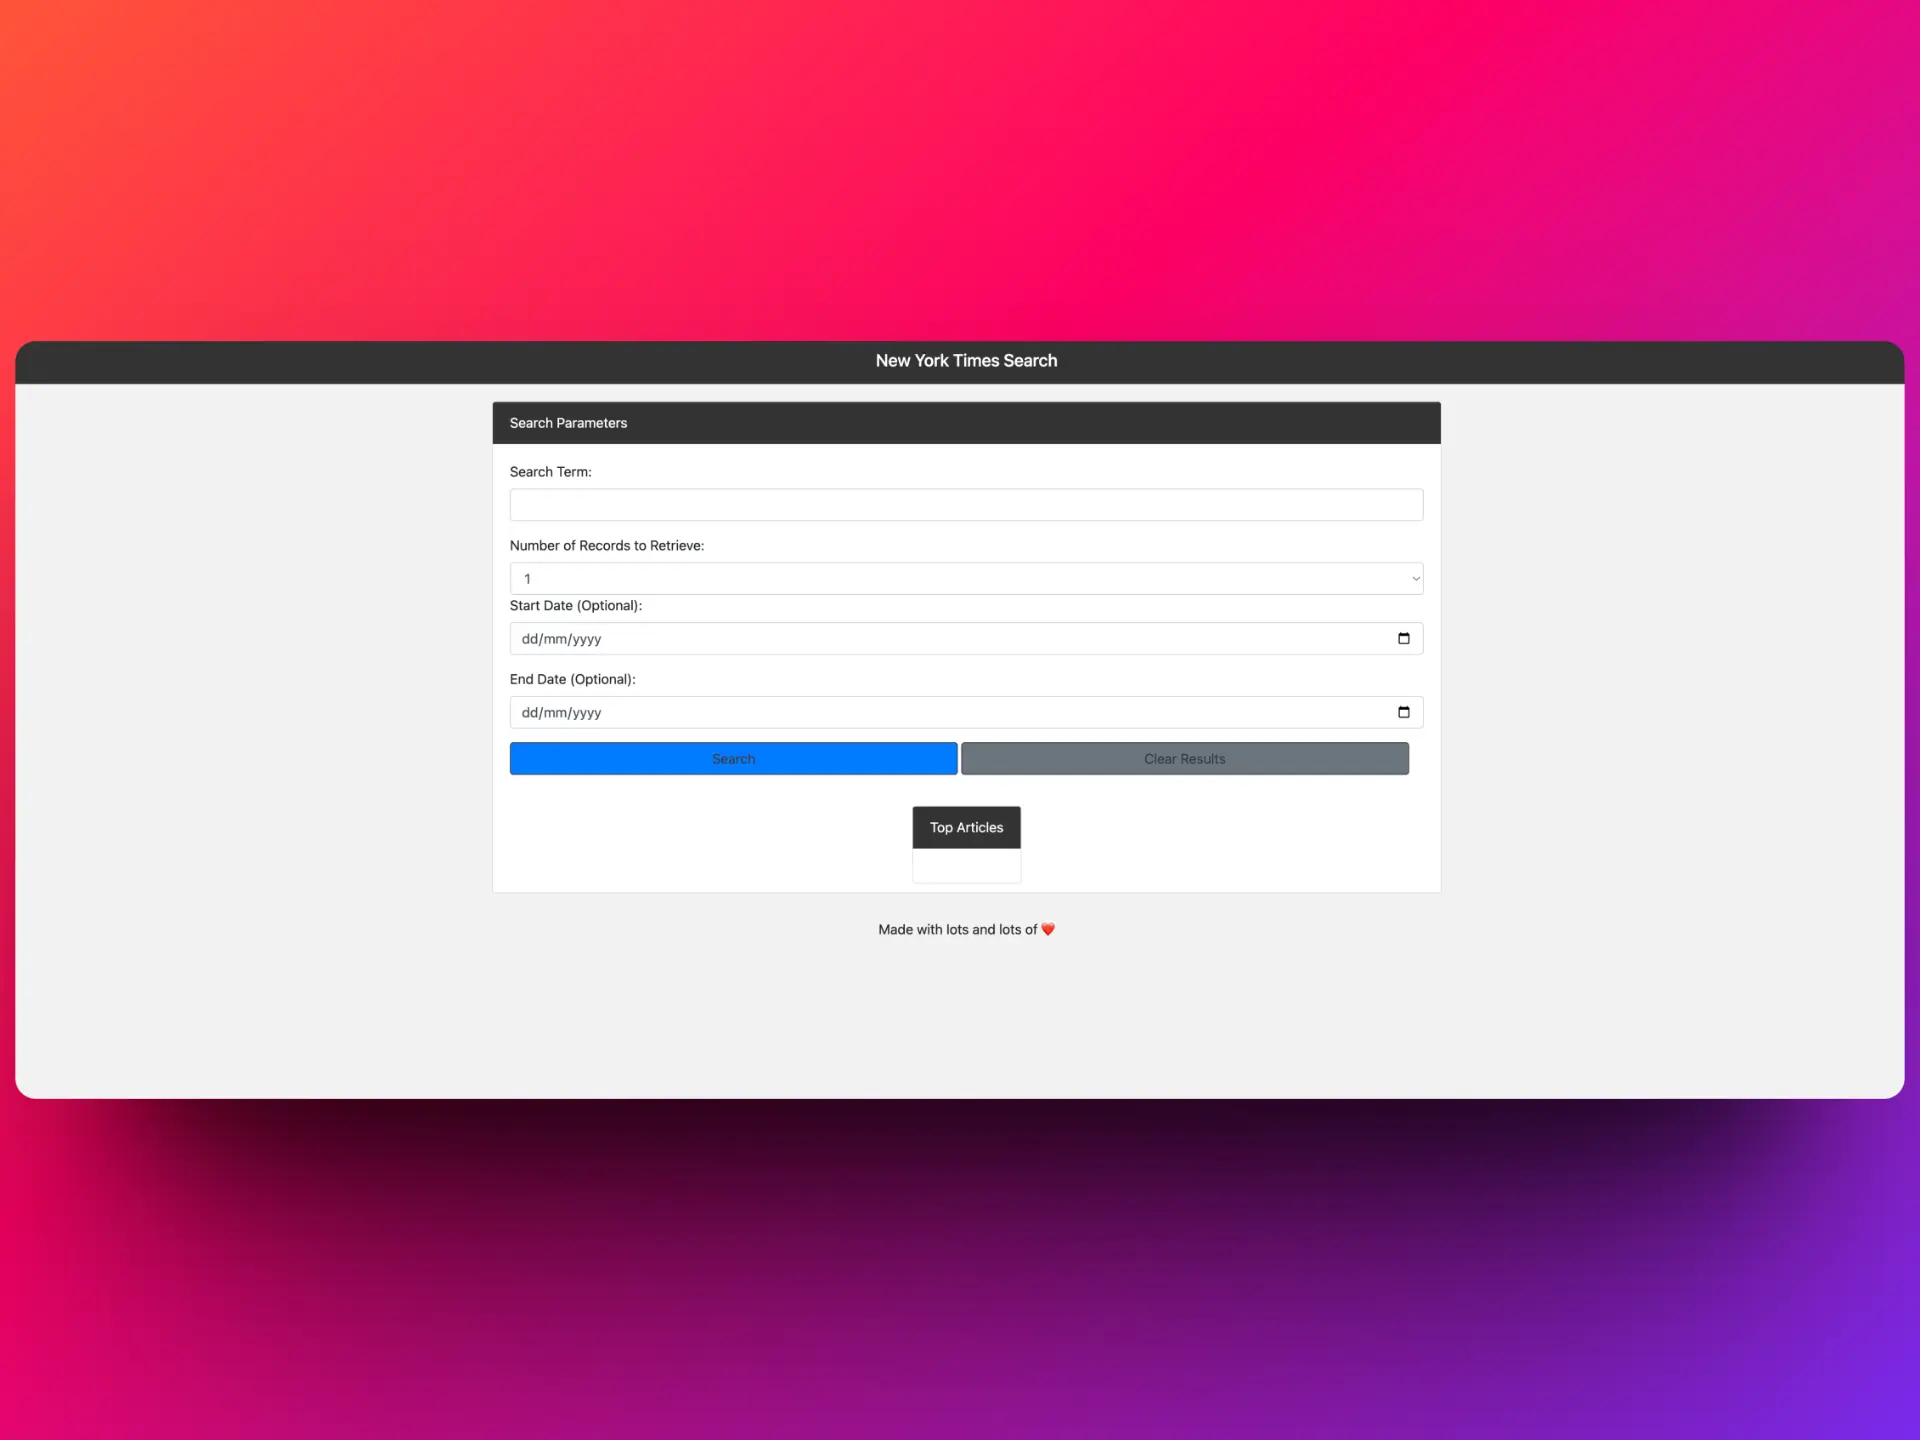 New York Times Search
Search Parameters
Search Term:
Number of Records to Retrieve:
1
Start Date (Optional):
dd/mm/yyyy
End Date (Optional):
dd/mm/yyyy
Search Clear Results
Top Articles
Made with lots and lots of ❤️